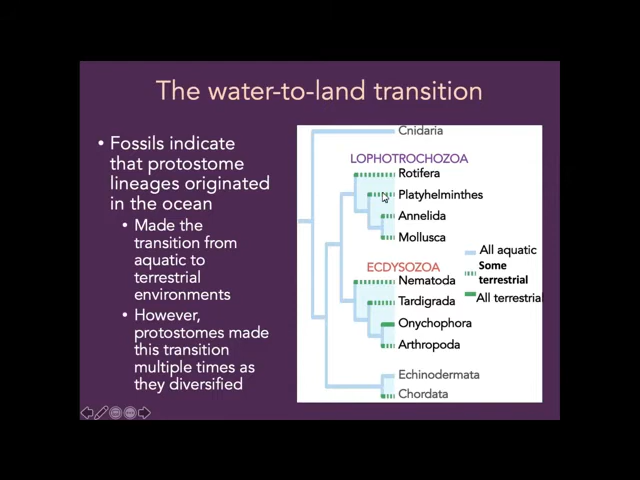 The water-to-land transition
• Fossils indicate
that protostome
lineages originated
in the ocean
• Made the
transition from
aquatic to
terrestrial
environments
• However,
protostomes made
this transition
multiple times as
they diversified
Cnidaria
LOPHOTROCHOZOA
Rotifera
Platyhelminthes
Annelida
Mollusca
ECDYSOZOA
Nematoda
Tardigrada
Onychophora
Arthropoda
Echinodermata
Chordata
All aquatic
Some
terrestrial
All terrestrial